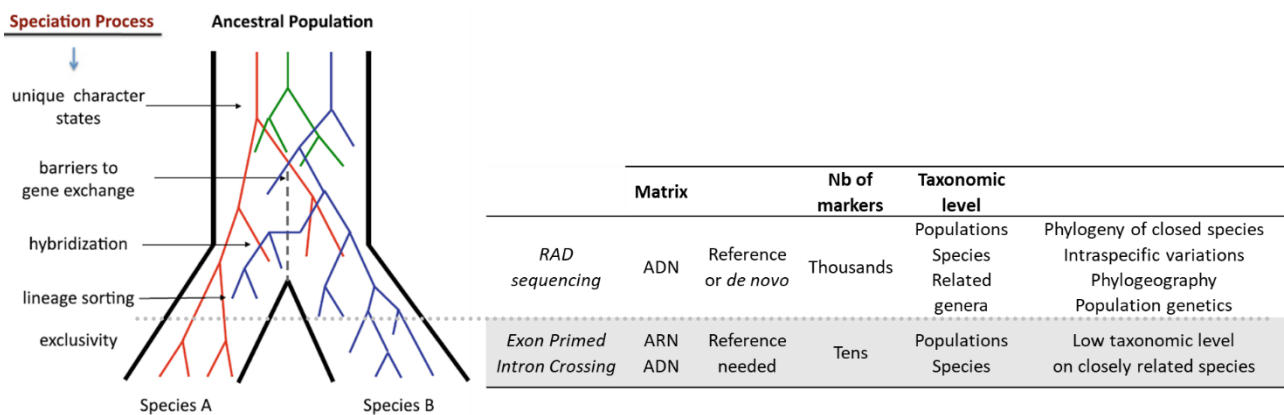 Speciation Process
Ancestral Population
unique character
states
barriers to
gene exchange
hybridization
lineage sorting
exclusivity
Species A
Species B
Matrix
Nb of
markers
Taxonomic
level
RAD
sequencing
ADN
Reference
or de novo
Thousands
Populations
Species
Related
genera
Phylogeny of closed species
Intraspecific variations
Phylogeography
Population genetics
Exon Primed
Intron Crossing
ARN
ADN
Reference
needed
Tens
Populations
Species
Low taxonomic level
on closely related species